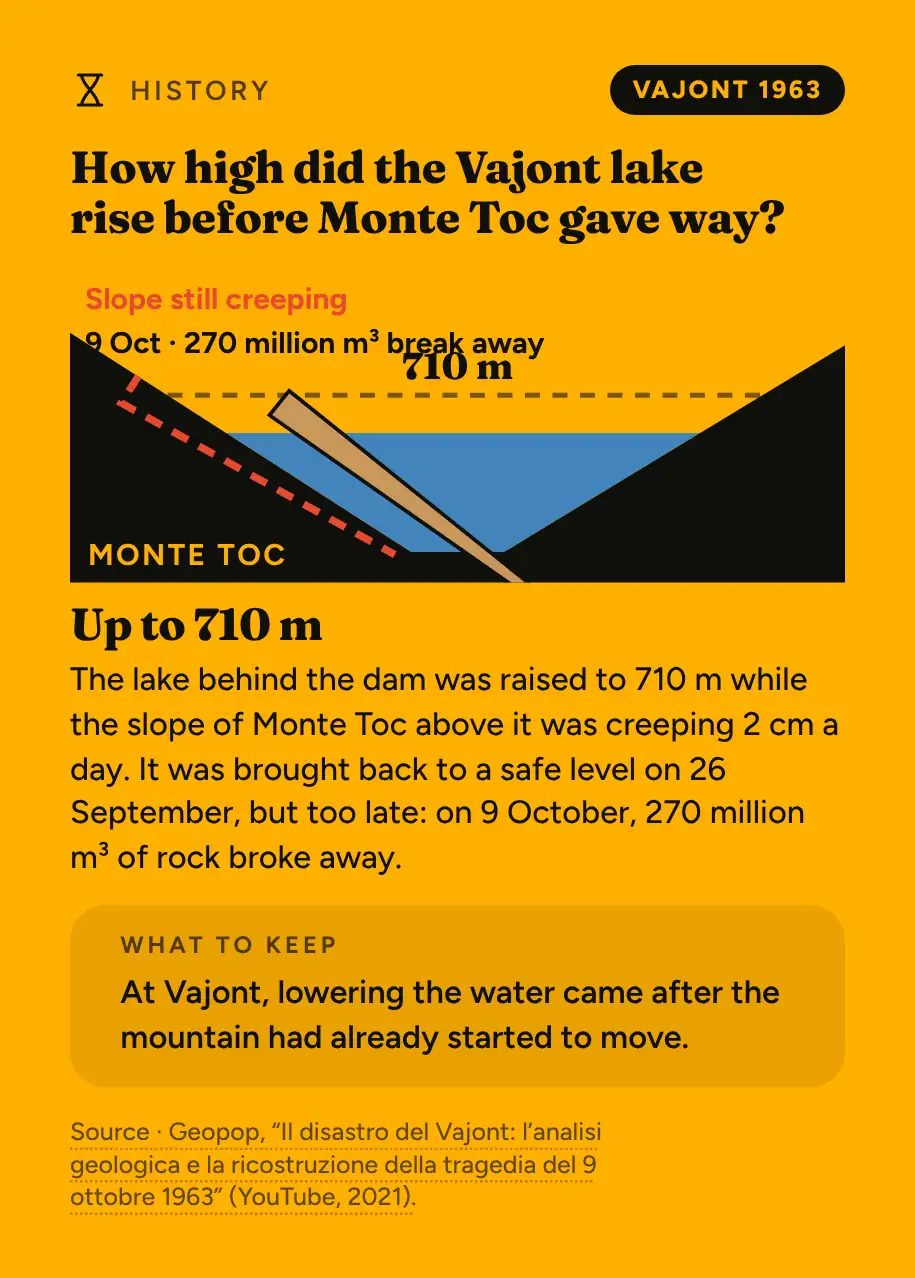 HISTORY
VAJONT 1963
How high did the Vajont lake
rise before Monte Toc gave way?
Slope still creeping
9 Oct · 270 million m³ break away
710 m
MONTE TOC
Up to 710 m
The lake behind the dam was raised to 710 m while
the slope of Monte Toc above it was creeping 2 cm a
day. It was brought back to a safe level on 26
September, but too late: on 9 October, 270 million
m³ of rock broke away.
WHAT TO KEEP
At Vajont, lowering the water came after the
mountain had already started to move.
Source · Geopop, “Il disastro del Vajont: l’analisi
geologica e la ricostruzione della tragedia del 9
ottobre 1963” (YouTube, 2021).